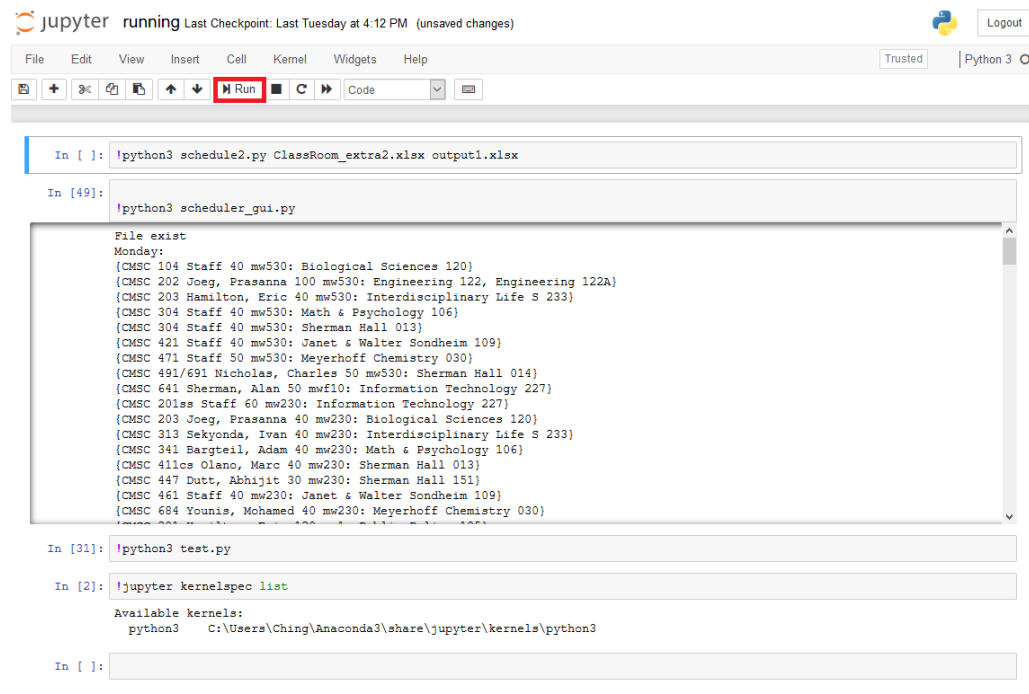 jupyter running Last Checkpoint: Last Tuesday at 4:12 PM (unsaved changes) Logout
File Edit View Insert Cell Kernel Widgets Help Trusted Python 3
Run Code
In [ ]: !python3 schedule2.py ClassRoom_extra2.xlsx output1.xlsx
In [49]:
!python3 scheduler_gui.py
File exist
Monday:
{CMSC 104 Staff 40 mw530: Biological Sciences 120}
{CMSC 202 Joeg, Prasanna 100 mw530: Engineering 122, Engineering 122A}
{CMSC 203 Hamilton, Eric 40 mw530: Interdisciplinary Life S 233}
{CMSC 304 Staff 40 mw530: Math & Psychology 106}
{CMSC 304 Staff 40 mw530: Sherman Hall 013}
{CMSC 421 Staff 40 mw530: Janet & Walter Sondheim 109}
{CMSC 471 Staff 50 mw530: Meyerhoff Chemistry 030}
{CMSC 491/691 Nicholas, Charles 50 mw530: Sherman Hall 014}
{CMSC 641 Sherman, Alan 50 mwf10: Information Technology 227}
{CMSC 201ss Staff 60 mw230: Information Technology 227}
{CMSC 203 Joeg, Prasanna 40 mw230: Biological Sciences 120}
{CMSC 313 Sekyonda, Ivan 40 mw230: Interdisciplinary Life S 233}
{CMSC 341 Bargteil, Adam 40 mw230: Math & Psychology 106}
{CMSC 411cs Olano, Marc 40 mw230: Sherman Hall 013}
{CMSC 447 Dutt, Abhijit 30 mw230: Sherman Hall 151}
{CMSC 461 Staff 40 mw230: Janet & Walter Sondheim 109}
{CMSC 684 Younis, Mohamed 40 mw230: Meyerhoff Chemistry 030}
In [31]: !python3 test.py
In [2]: !jupyter kernelspec list
Available kernels:
python3 C:\Users\Ching\Anaconda3\share\jupyter\kernels\python3
In [ ]: